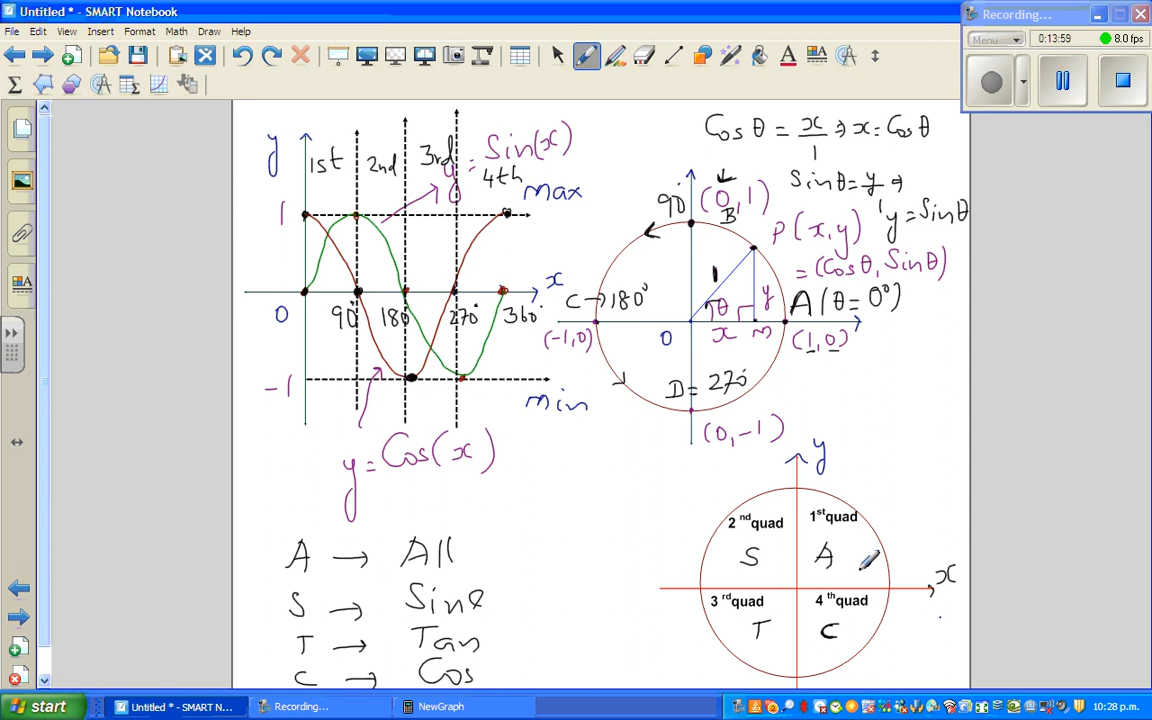 Untitled * - SMART Notebook
Recording...
File Edit View Insert Format Math Draw Help
Menu
0:13:59
8.0 fps
y
1st
2nd
3rd
4th
y = Sin(x)
max
1
0
90°
180°
270°
360°
x
-1
min
y = Cos(x)
Cos θ = x/1 ⇒ x = Cos θ
Sin θ = y/1 ⇒
y = Sin θ
90°
(0, 1)
B
P(x, y)
= (Cos θ, Sin θ)
1
C → 180°
A (θ = 0°)
θ
y
(-1, 0)
0
x
m
(1, 0)
D = 270°
(0, -1)
y
2nd quad
1st quad
S
A
x
3rd quad
4th quad
T
C
A → All
S → Sine
T → Tan
C → Cos
start
Untitled * - SMART N...
Recording...
NewGraph
10:28 p.m.